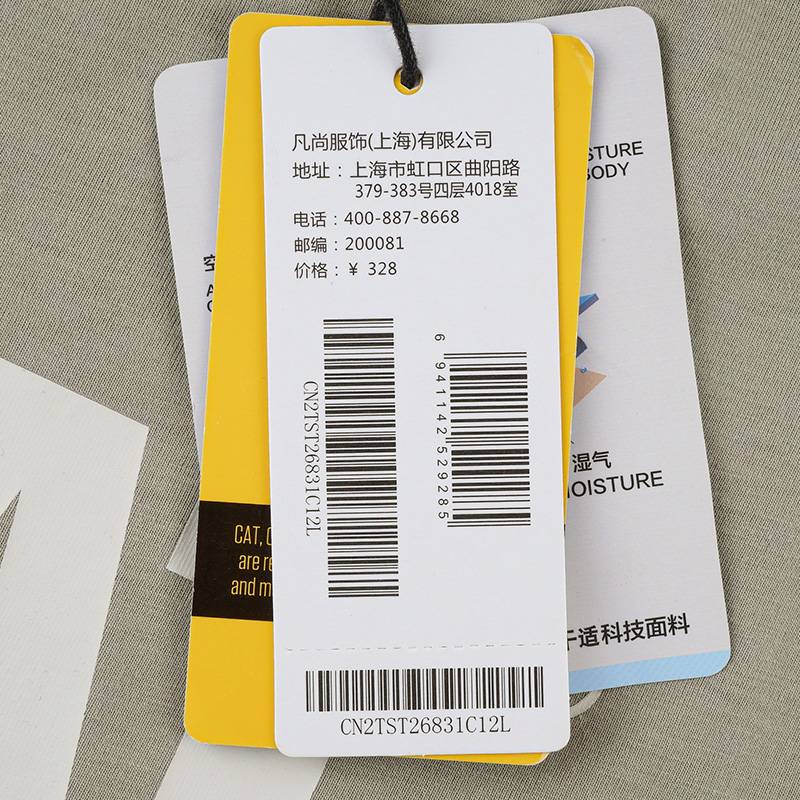 凡尚服饰(上海)有限公司
地址：上海市虹口区曲阳路
379-383号四层4018室
电话：400-887-8668
邮编：200081
价格：¥ 328
CN2TST26831C12L
6 941142 529285
CN2TST26831C12L
CAT, C
are re
and m
STURE
BODY
湿气
MOISTURE
干适科技面料
空